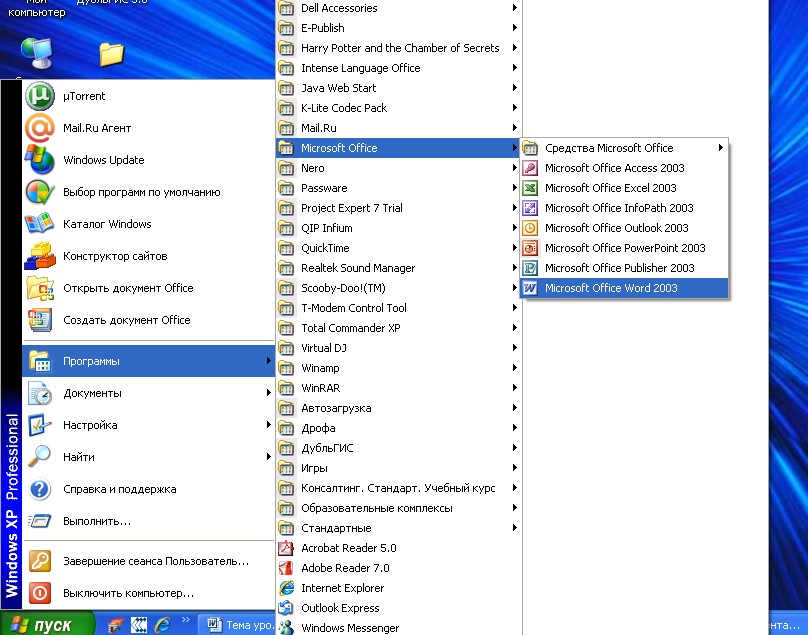 компьютер
µTorrent
Mail.Ru Агент
Windows Update
Выбор программ по умолчанию
Каталог Windows
Конструктор сайтов
Открыть документ Office
Создать документ Office
Программы
Документы
Настройка
Найти
Справка и поддержка
Выполнить...
Завершение сеанса Пользователь...
Выключить компьютер...
Windows XP Professional
Dell Accessories
E-Publish
Harry Potter and the Chamber of Secrets
Intense Language Office
Java Web Start
K-Lite Codec Pack
Mail.Ru
Microsoft Office
Nero
Passware
Project Expert 7 Trial
QIP Infium
QuickTime
Realtek Sound Manager
Scooby-Doo!(TM)
T-Modem Control Tool
Total Commander XP
Virtual DJ
Winamp
WinRAR
Автозагрузка
Дрофа
ДубльГИС
Игры
Консалтинг. Стандарт. Учебный курс
Образовательные комплексы
Стандартные
Acrobat Reader 5.0
Adobe Reader 7.0
Internet Explorer
Outlook Express
Windows Messenger
Средства Microsoft Office
Microsoft Office Access 2003
Microsoft Office Excel 2003
Microsoft Office InfoPath 2003
Microsoft Office Outlook 2003
Microsoft Office PowerPoint 2003
Microsoft Office Publisher 2003
Microsoft Office Word 2003
пуск
Тема уро.